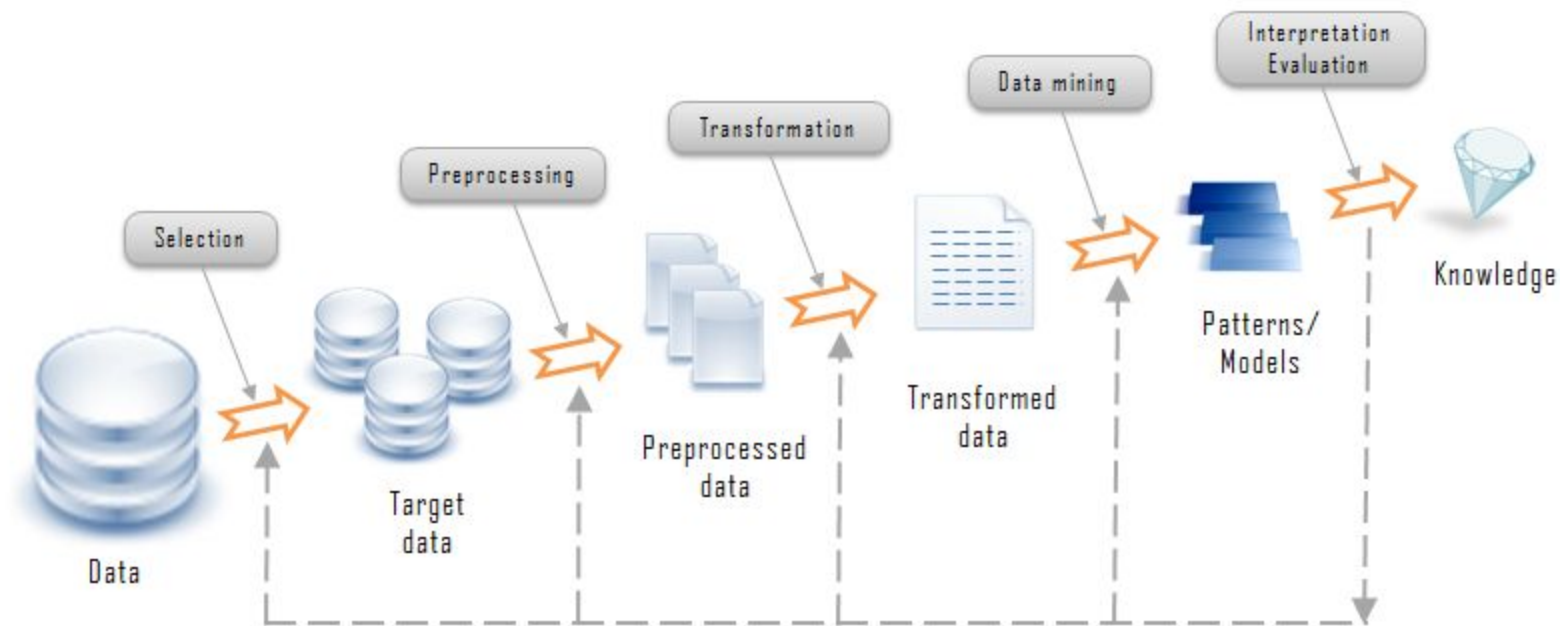 Interpretation
Evaluation
Data mining
Transformation
Preprocessing
Selection
Knowledge
Patterns/
Models
Transformed
data
Preprocessed
data
Target
data
Data